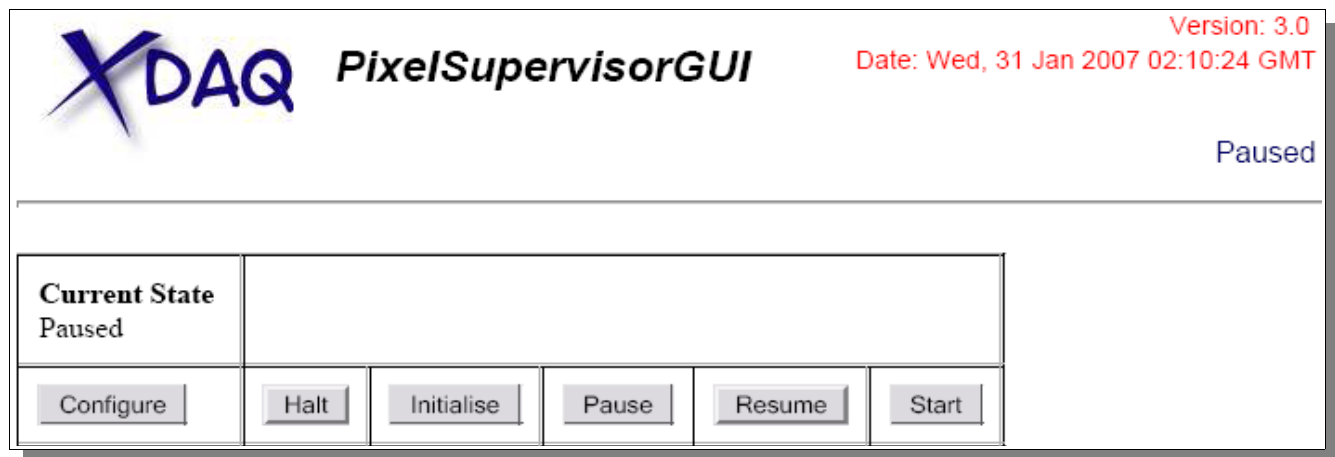 XDAQ
PixelSupervisorGUI
Version: 3.0
Date: Wed, 31 Jan 2007 02:10:24 GMT
Paused
Current State
Paused
Configure Halt Initialise Pause Resume Start